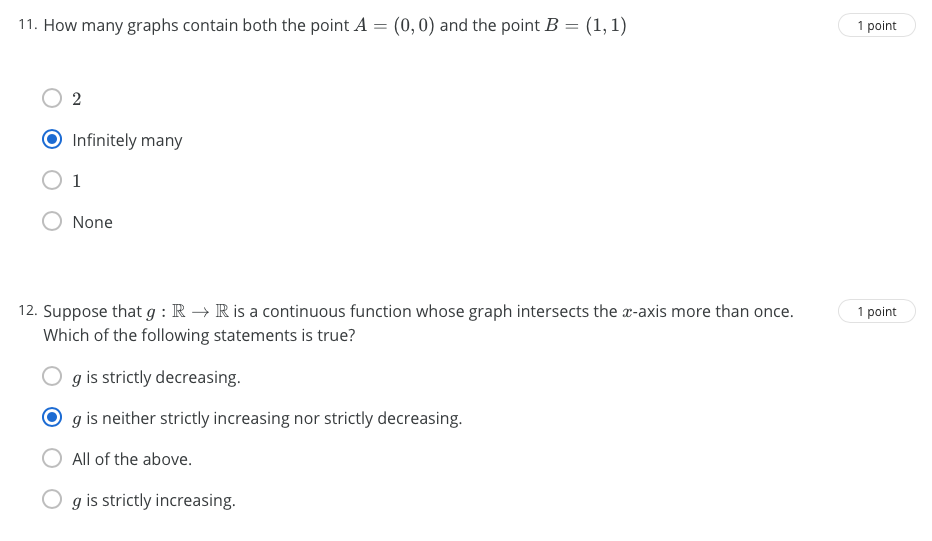 11. How many graphs contain both the point A = (0, 0) and the point B = (1, 1)
1 point
2
Infinitely many
1
None
12. Suppose that g : ℝ → ℝ is a continuous function whose graph intersects the x-axis more than once.
1 point
Which of the following statements is true?
g is strictly decreasing.
g is neither strictly increasing nor strictly decreasing.
All of the above.
g is strictly increasing.